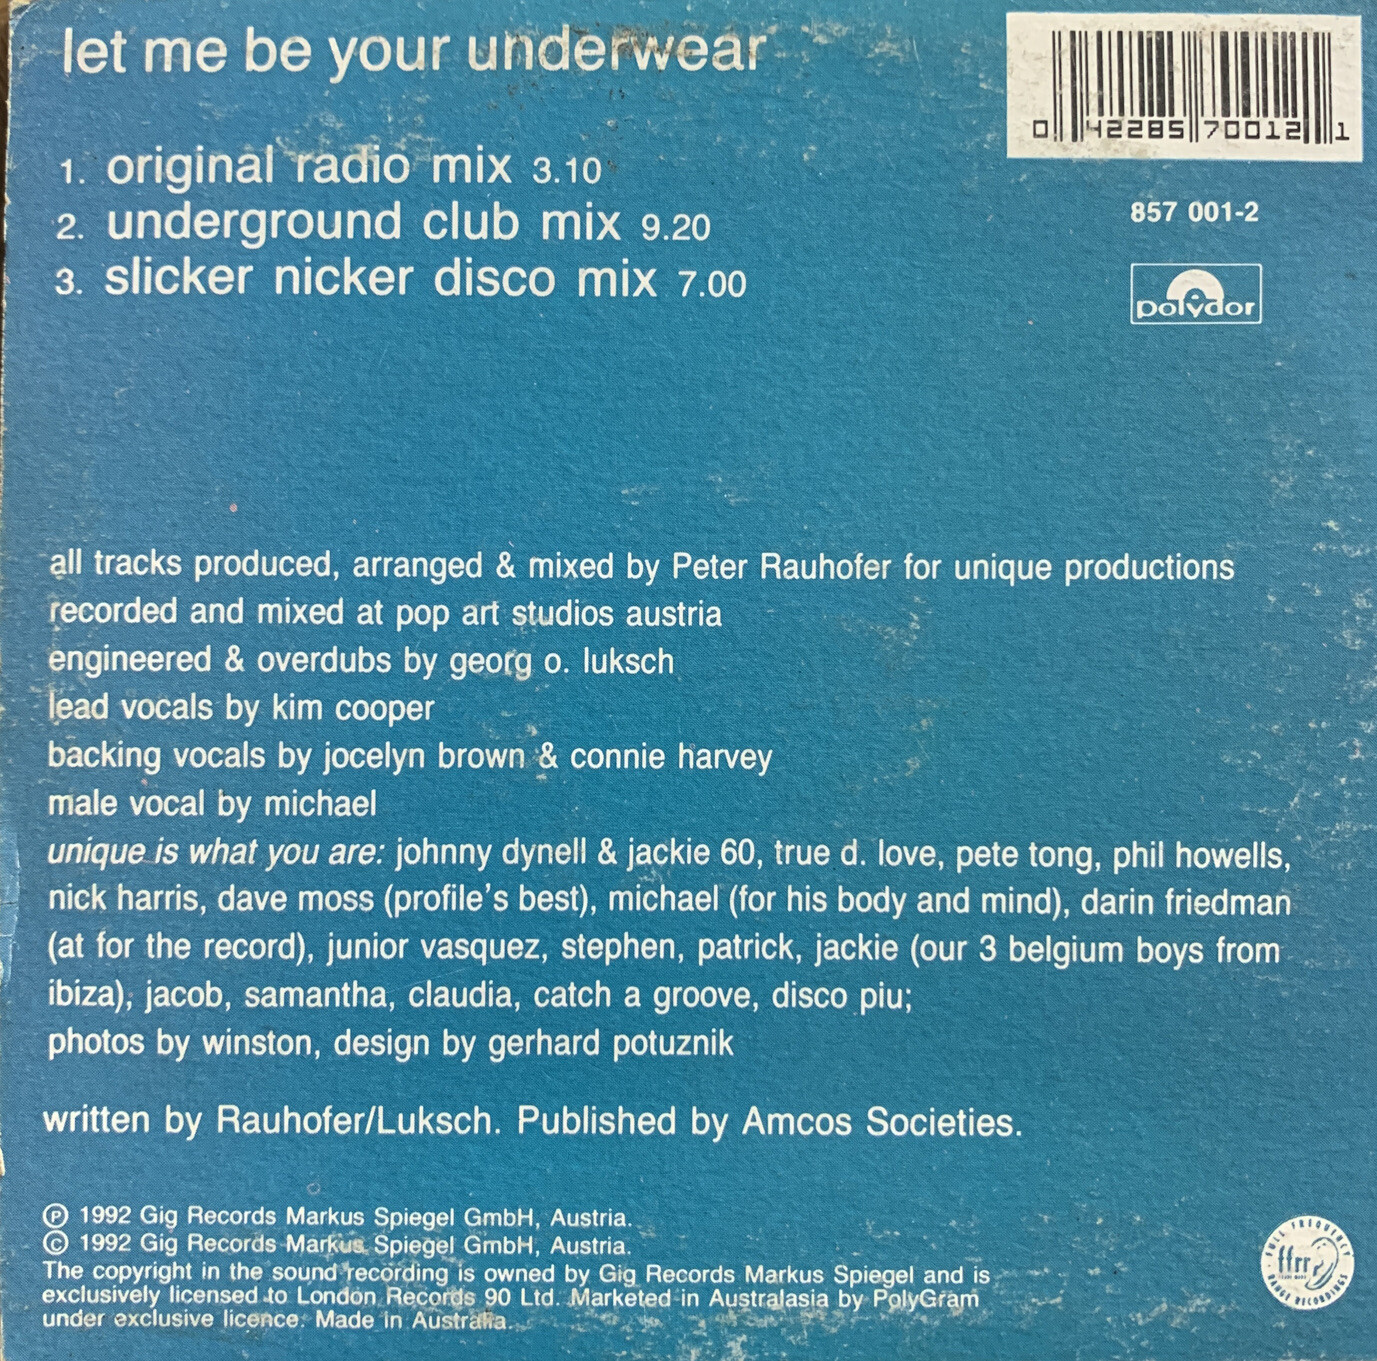 let me be your underwear
1. original radio mix 3.10
2. underground club mix 9.20
3. slicker nicker disco mix 7.00
0 42285 70012 1
857 001-2
polydor
all tracks produced, arranged & mixed by Peter Rauhofer for unique productions
recorded and mixed at pop art studios austria
engineered & overdubs by georg o. luksch
lead vocals by kim cooper
backing vocals by jocelyn brown & connie harvey
male vocal by michael
unique is what you are: johnny dynell & jackie 60, true d. love, pete tong, phil howells,
nick harris, dave moss (profile's best), michael (for his body and mind), darin friedman
(at for the record), junior vasquez, stephen, patrick, jackie (our 3 belgium boys from
ibiza), jacob, samantha, claudia, catch a groove, disco piu;
photos by winston, design by gerhard potuznik
written by Rauhofer/Luksch. Published by Amcos Societies.
℗ 1992 Gig Records Markus Spiegel GmbH, Austria.
© 1992 Gig Records Markus Spiegel GmbH, Austria.
The copyright in the sound recording is owned by Gig Records Markus Spiegel and is
exclusively licensed to London Records 90 Ltd. Marketed in Australasia by PolyGram
under exclusive licence. Made in Australia.
FULL FREQUENCY
ffrr
TRADE MARK
RANGE RECORDINGS